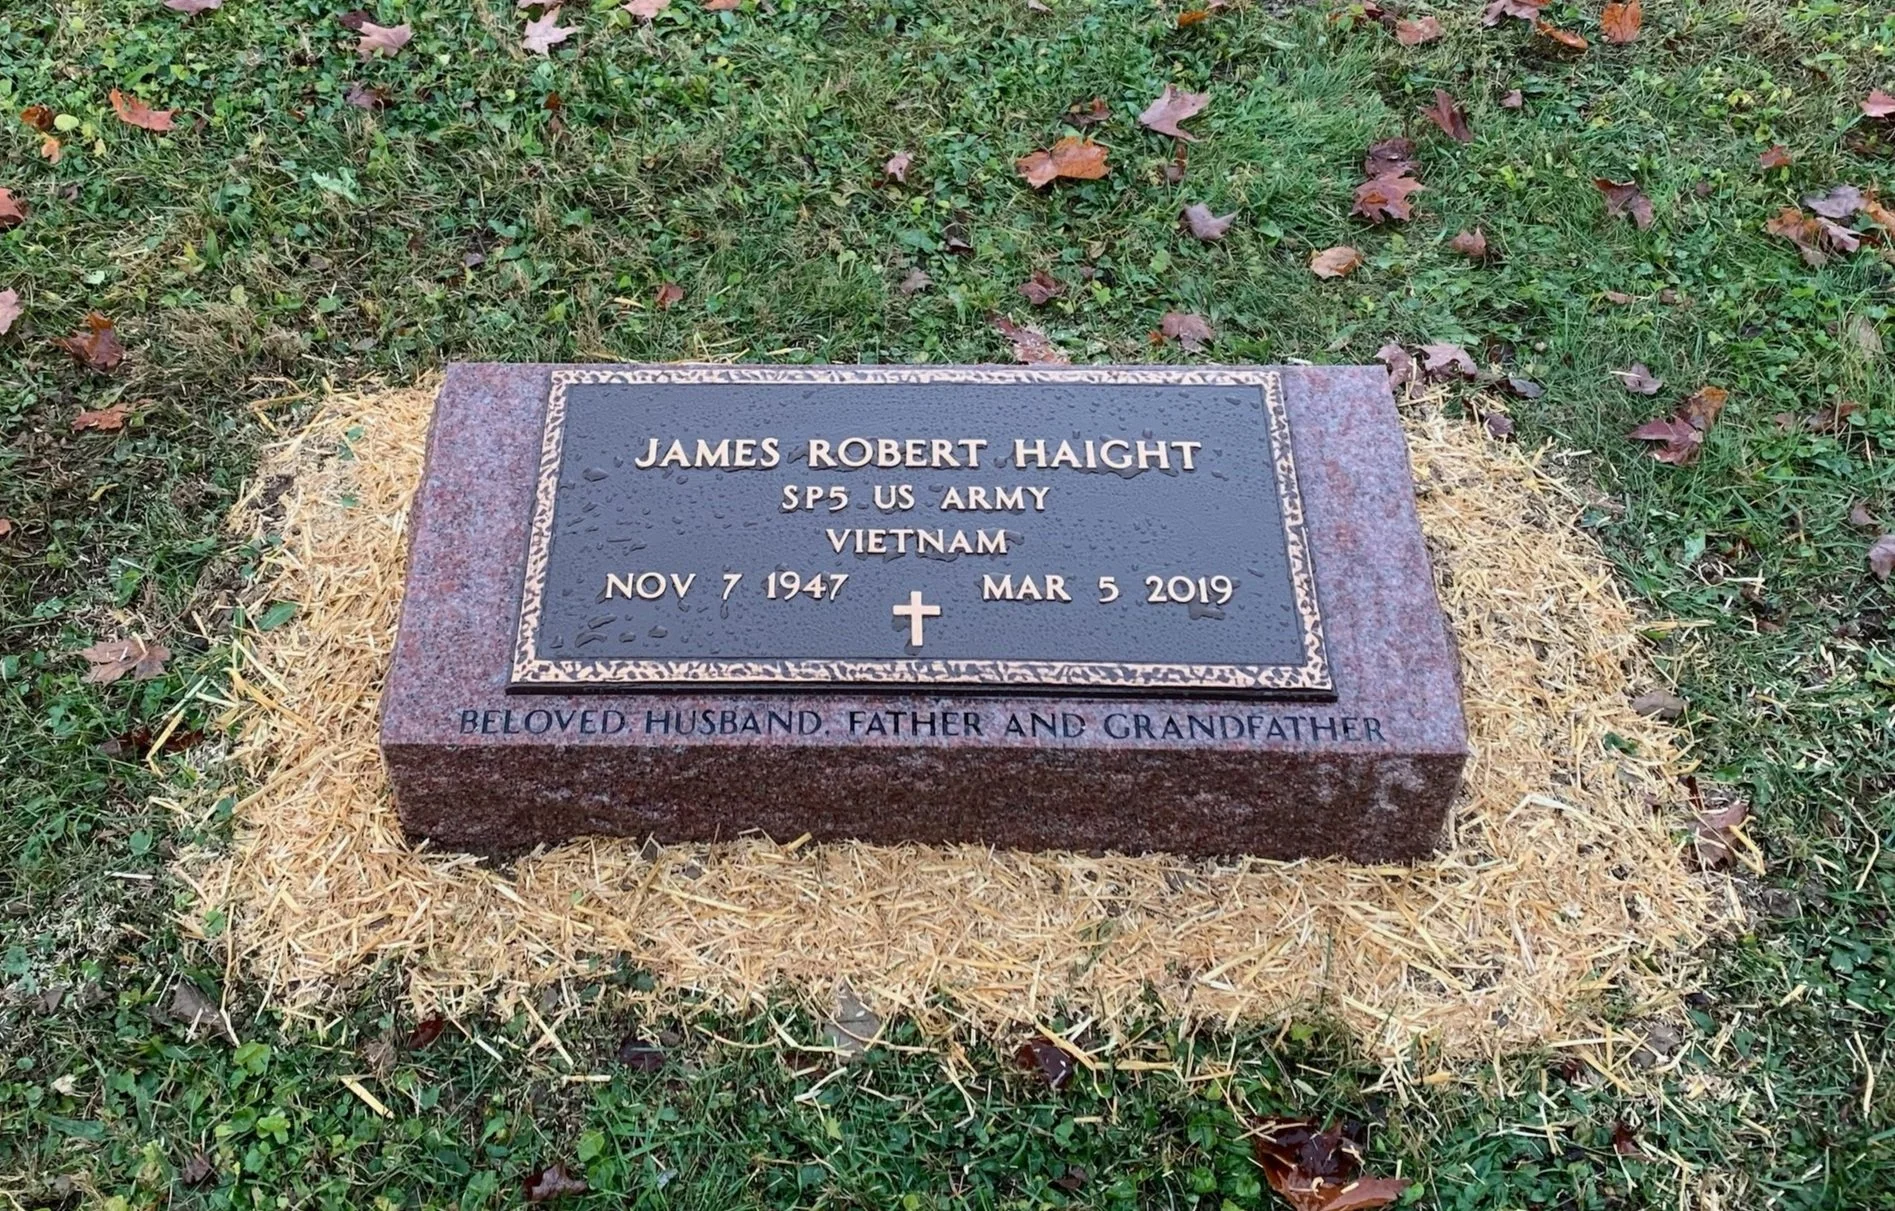 JAMES ROBERT HAIGHT
SP5 US ARMY
VIETNAM
NOV 7 1947 MAR 5 2019
BELOVED HUSBAND, FATHER AND GRANDFATHER